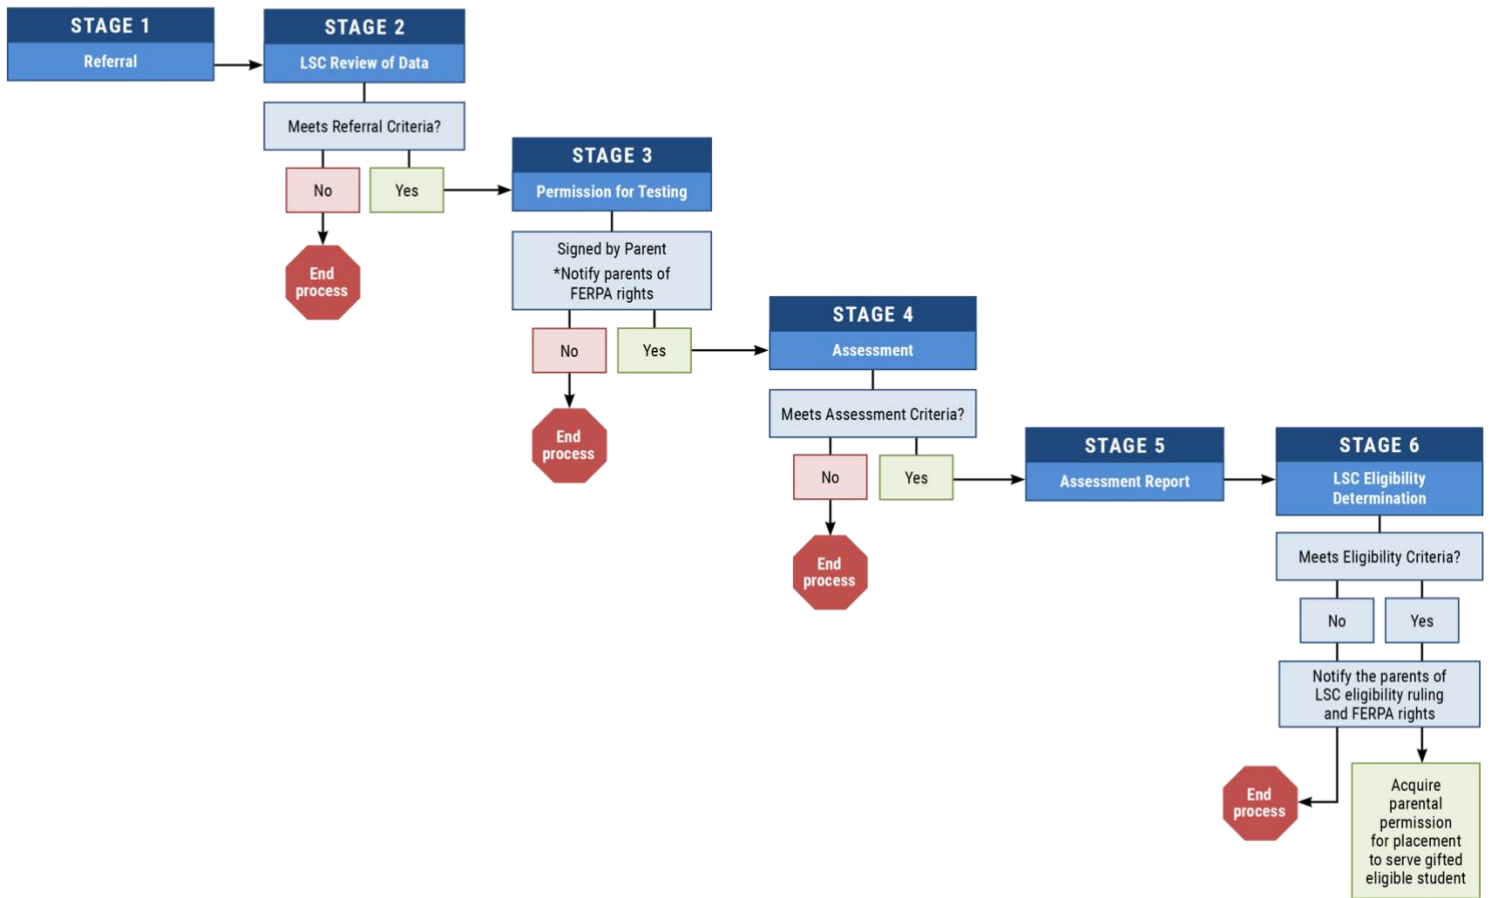 STAGE 1
Referral
STAGE 2
LSC Review of Data
Meets Referral Criteria?
No
Yes
End
process
STAGE 3
Permission for Testing
Signed by Parent
*Notify parents of
FERPA rights
No
Yes
End
process
STAGE 4
Assessment
Meets Assessment Criteria?
No
Yes
End
process
STAGE 5
Assessment Report
STAGE 6
LSC Eligibility
Determination
Meets Eligibility Criteria?
No
Yes
Notify the parents of
LSC eligibility ruling
and FERPA rights
End
process
Acquire
parental
permission
for placement
to serve gifted
eligible student